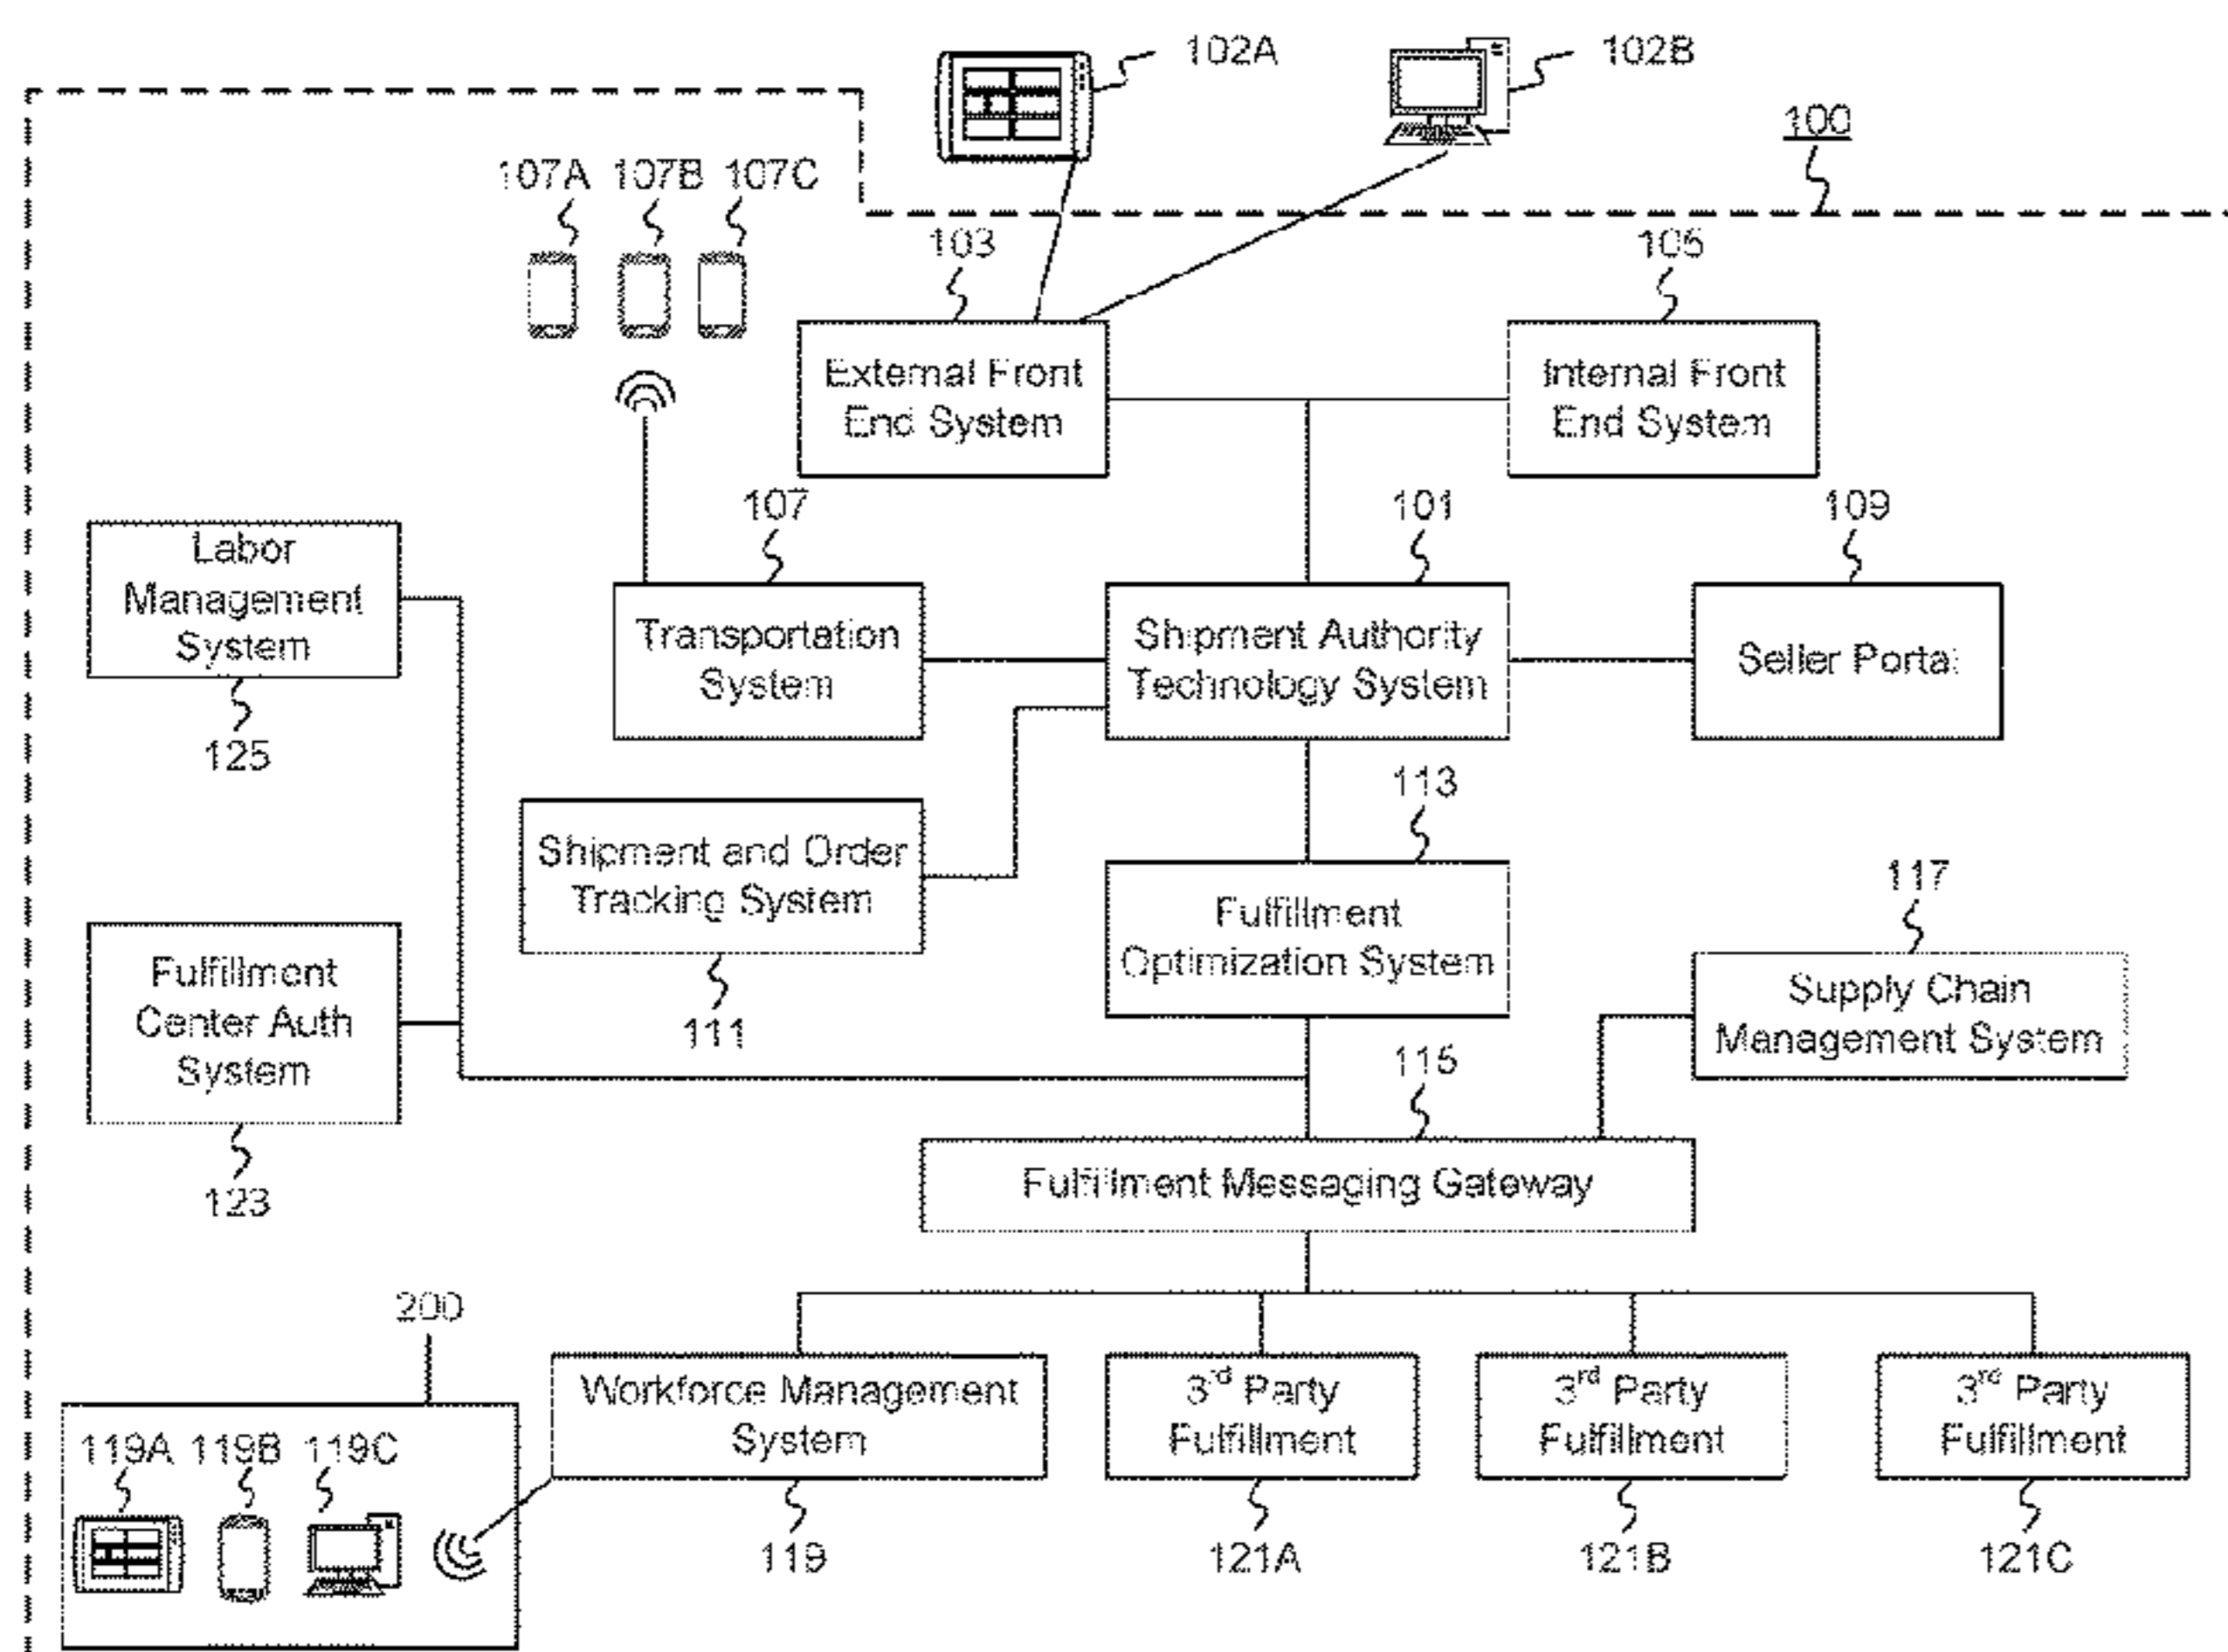 102A
102B
100
107A 107B 107C
103
105
External Front
End System
Internal Front
End System
107
101
109
Labor
Management
System
Transportation
System
Shipment Authority
Technology System
Seller Portal
125
113
Shipment and Order
Tracking System
117
Fulfillment
Optimization System
Fulfillment
Center Auth
System
Supply Chain
Management System
111
115
123
Fulfillment Messaging Gateway
200
Workforce Management
System
3rd Party
Fulfillment
3rd Party
Fulfillment
3rd Party
Fulfillment
119A 119B 119C
119
121A
121B
121C